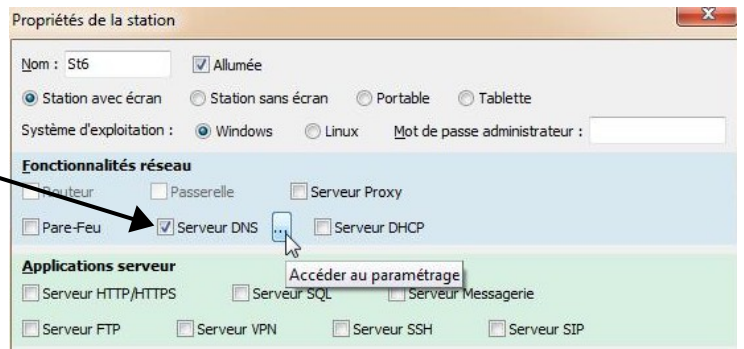 Propriétés de la station
Nom : St6 Allumée
Station avec écran Station sans écran Portable Tablette
Système d'exploitation : Windows Linux Mot de passe administrateur :
Fonctionnalités réseau
Routeur Passerelle Serveur Proxy
Pare-Feu Serveur DNS ... Serveur DHCP
Accéder au paramétrage
Applications serveur
Serveur HTTP/HTTPS Serveur SQL Serveur Messagerie
Serveur FTP Serveur VPN Serveur SSH Serveur SIP